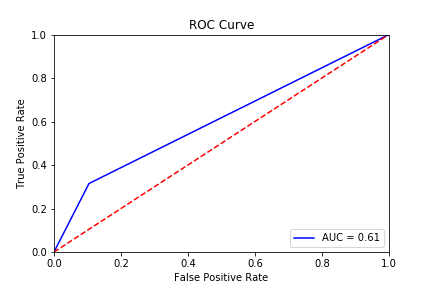 ROC Curve
True Positive Rate
1.0
0.8
0.6
0.4
0.2
0.0
AUC = 0.61
0.0 0.2 0.4 0.6 0.8 1.0
False Positive Rate